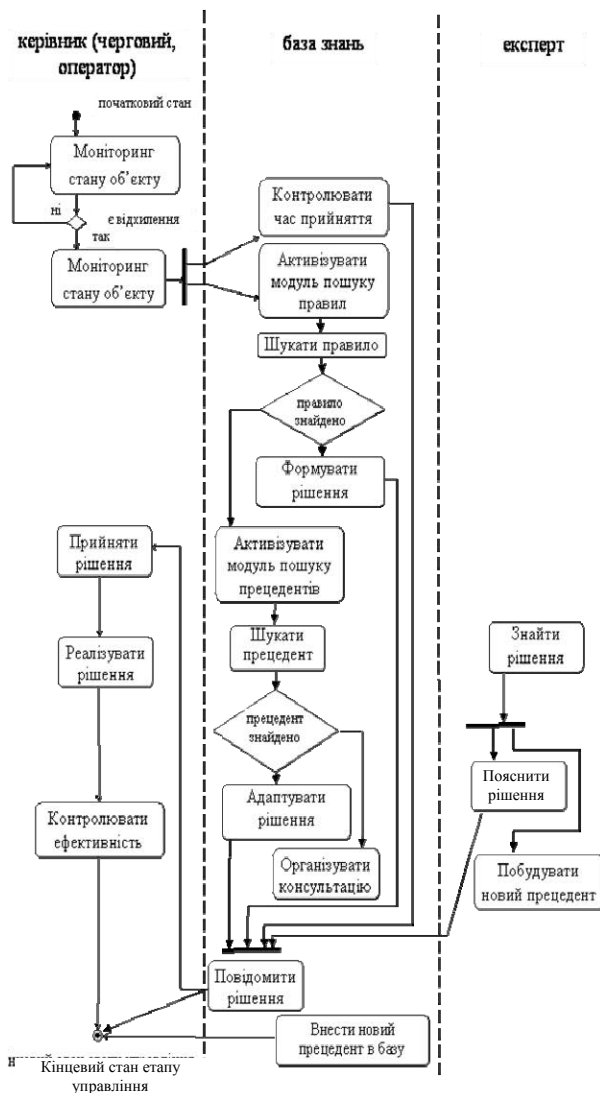 керівник (черговий,
оператор)
база знань
експерт
початковий стан
Моніторинг
стану об’єкту
ні
є відхилення
так
Моніторинг
стану об’єкту
Контролювати
час прийняття
Активізувати
модуль пошуку
правил
Шукати правило
правило
знайдено
Формувати
рішення
Прийняти
рішення
Активізувати
модуль пошуку
прецедентів
Шукати
прецедент
Знайти
рішення
Реалізувати
рішення
прецедент
знайдено
Пояснити
рішення
Адаптувати
рішення
Контролювати
ефективність
Організувати
консультацію
Побудувати
новий прецедент
Повідомити
рішення
Внести новий
прецедент в базу
Кінцевий стан етапу
управління